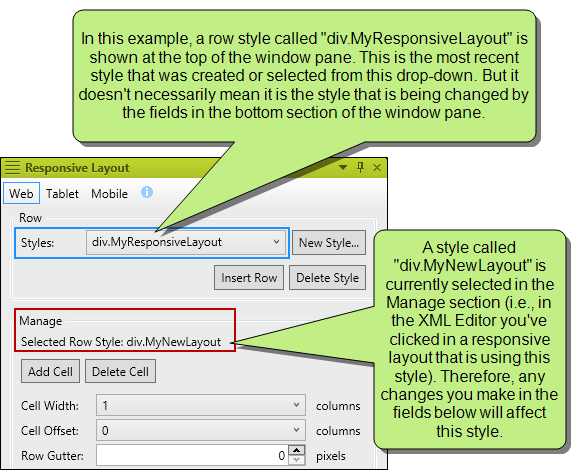 In this example, a row style called "div.MyResponsiveLayout" is
shown at the top of the window pane. This is the most recent
style that was created or selected from this drop-down. But it
doesn't necessarily mean it is the style that is being changed by
the fields in the bottom section of the window pane.
Responsive Layout
Web Tablet Mobile
Row
Styles: div.MyResponsiveLayout New Style...
Insert Row Delete Style
Manage
Selected Row Style: div.MyNewLayout
Add Cell Delete Cell
Cell Width: 1 columns
Cell Offset: 0 columns
Row Gutter: 0 pixels
A style called
"div.MyNewLayout" is
currently selected in the
Manage section (i.e., in
the XML Editor you've
clicked in a responsive
layout that is using this
style). Therefore, any
changes you make in the
fields below will affect
this style.